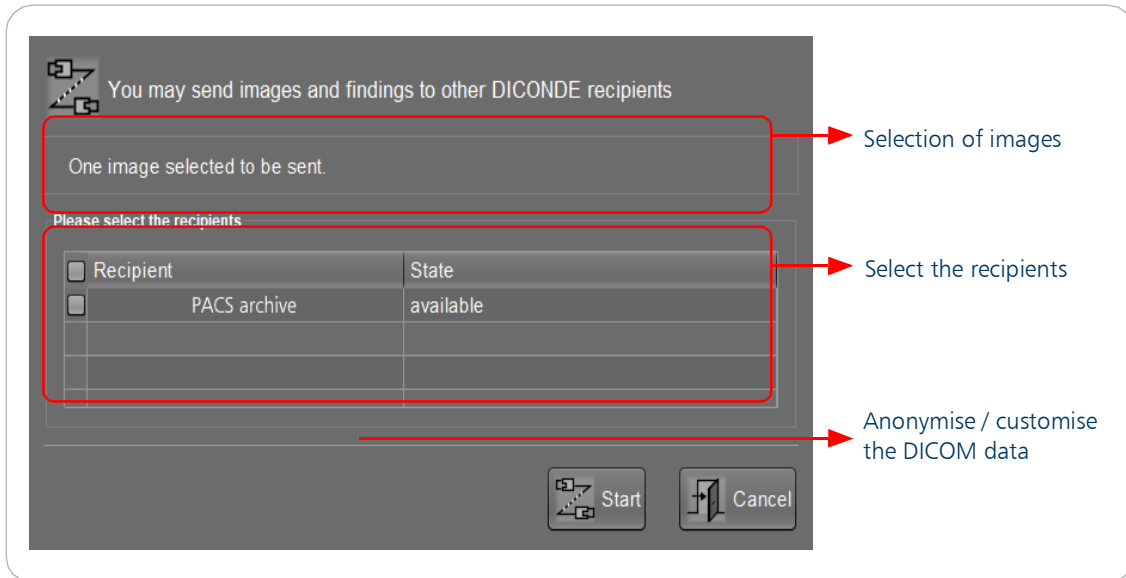 You may send images and findings to other DICONDE recipients
Selection of images
One image selected to be sent.
Please select the recipients
Recipient State
Select the recipients
PACS archive available
Anonymise / customise
the DICOM data
Start Cancel